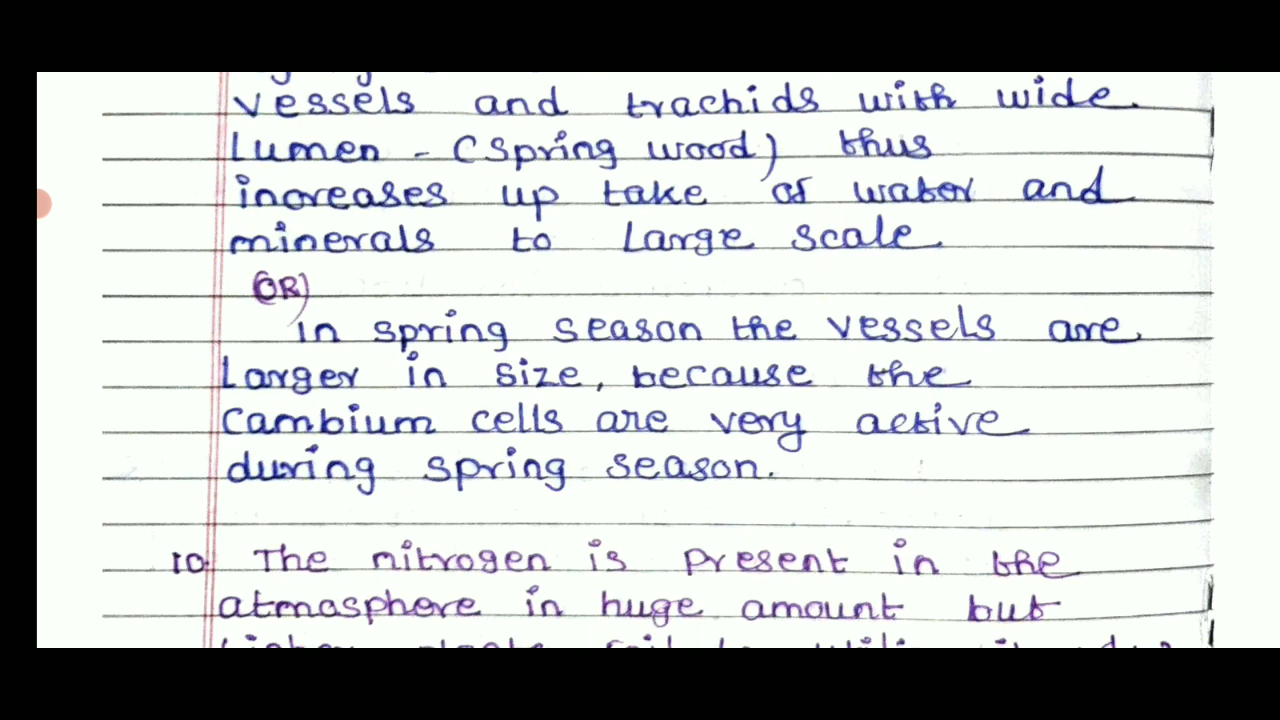 vessels and trachids with wide
Lumen - (spring wood) thus
increases up take of water and
minerals to Large scale
(OR)
In spring season the vessels are
Larger in size, because the
Cambium cells are very active
during spring season.
10. The nitrogen is present in the
atmosphere in huge amount but